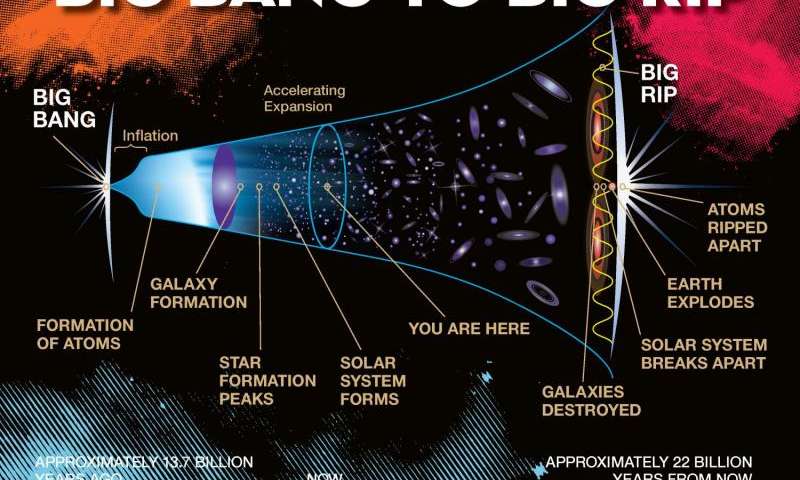 BIG BANG TO BIG RIP
BIG
BANG
Inflation
Accelerating
Expansion
BIG
RIP
ATOMS
RIPPED
APART
EARTH
EXPLODES
SOLAR SYSTEM
BREAKS APART
GALAXY
FORMATION
FORMATION
OF ATOMS
YOU ARE HERE
STAR
FORMATION
PEAKS
SOLAR
SYSTEM
FORMS
GALAXIES
DESTROYED
APPROXIMATELY 13.7 BILLION
YEARS AGO
NOW
APPROXIMATELY 22 BILLION
YEARS FROM NOW